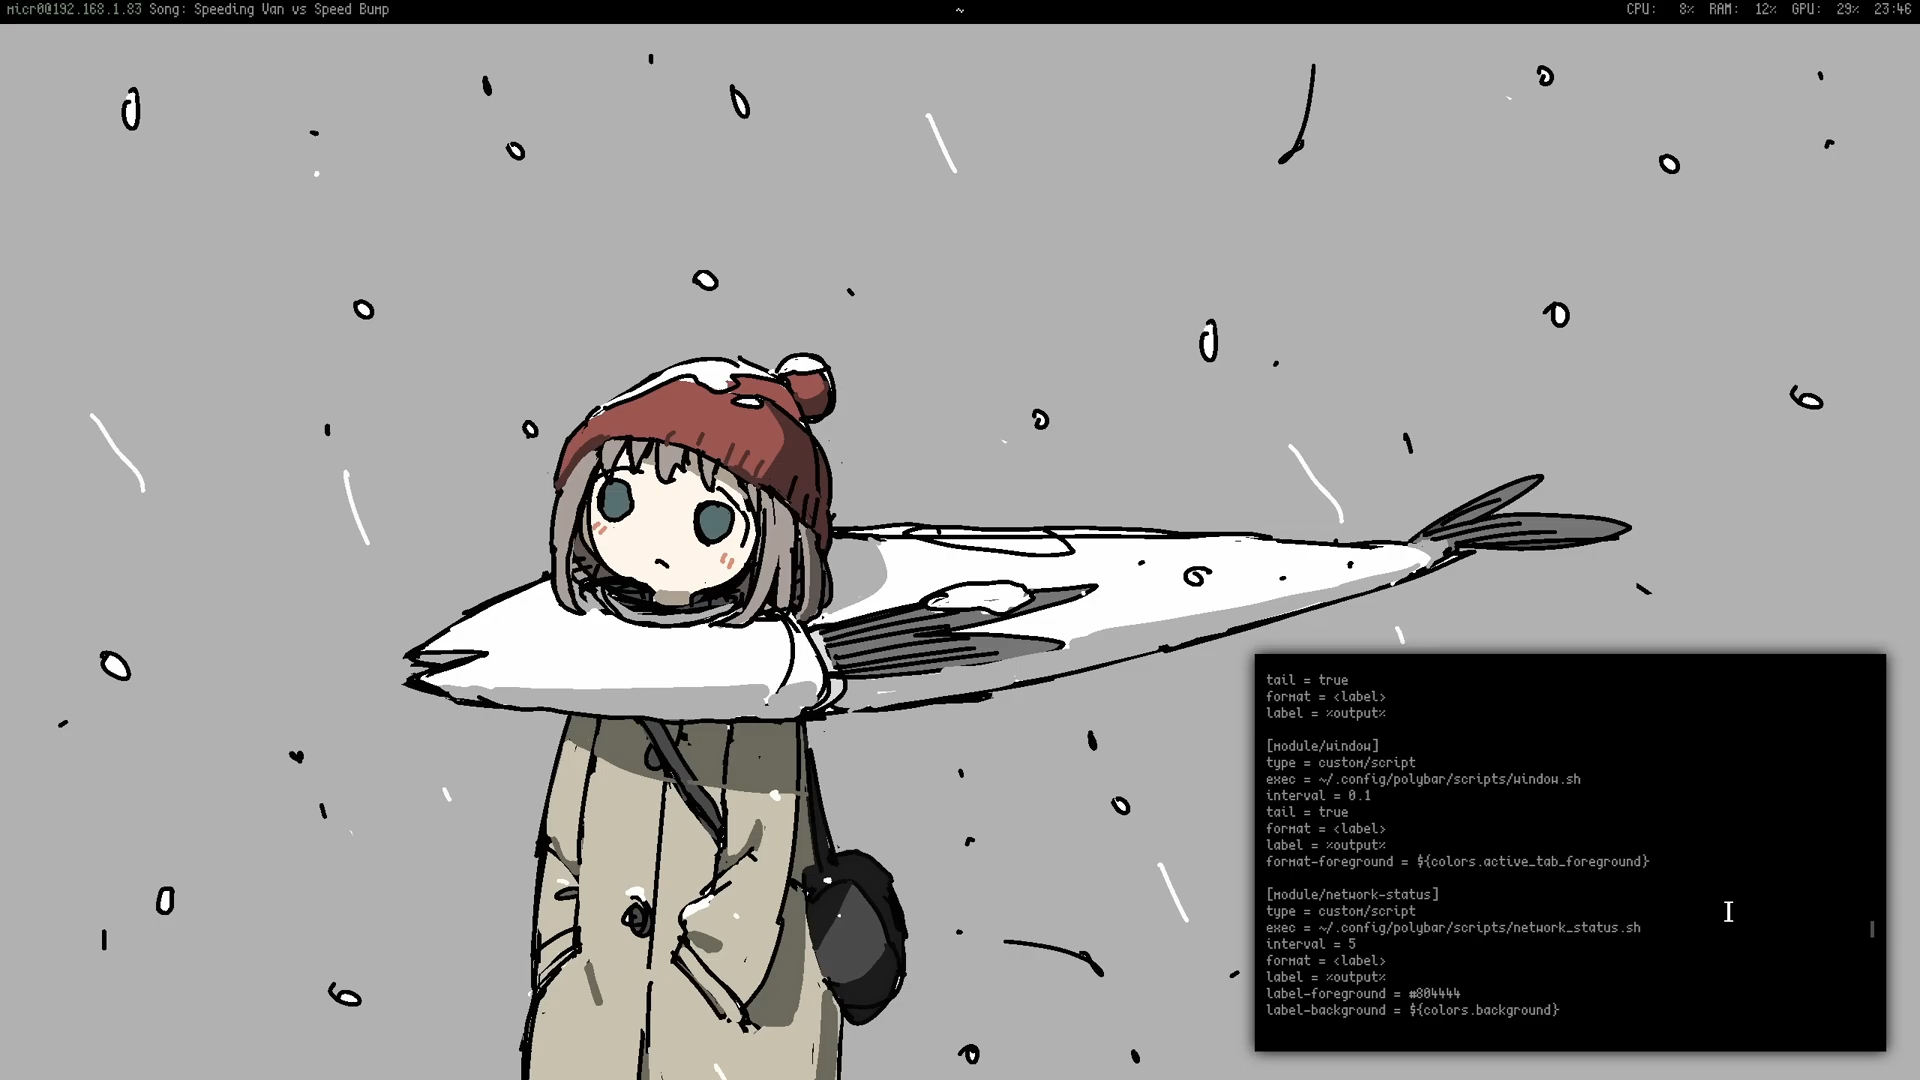 micr0@192.168.1.83 Song: Speeding Van vs Speed Bump
~
CPU: 8% RAM: 12% GPU: 29% 23:46
tail = true
format = <label>
label = %output%
[module/window]
type = custom/script
exec = ~/.config/polybar/scripts/window.sh
interval = 0.1
tail = true
format = <label>
label = %output%
format-foreground = ${colors.active_tab_foreground}
[module/network-status]
type = custom/script
exec = ~/.config/polybar/scripts/network_status.sh
interval = 5
format = <label>
label = %output%
label-foreground = #804444
label-background = ${colors.background}